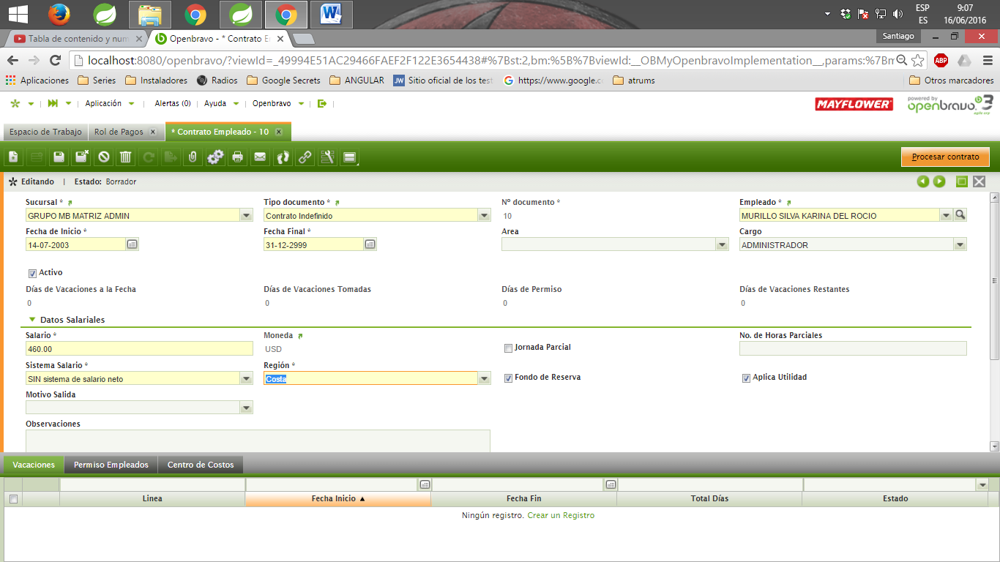 ESP
ES
9:07
16/06/2016
Tabla de contenido y num
Openbravo - * Contrato E
Santiago
localhost:8080/openbravo/?viewId=_49994E51AC29466FAEF2F122E3654438#%7Bst:2,bm:%5B%7BviewId:__OBMyOpenbravoImplementation__,params:%7Bm
ABP
Aplicaciones Series Instaladores Radios Google Secrets ANGULAR JW Sitio oficial de los test https://www.google.c atrums Otros marcadores
Aplicación Alertas (0) Ayuda Openbravo
MAYFLOWER
powered by
openbravo 3
agile erp
Espacio de Trabajo Rol de Pagos x * Contrato Empleado - 10 x
Procesar contrato
Editando | Estado: Borrador
Sucursal * Tipo documento * Nº documento * Empleado *
GRUPO MB MATRIZ ADMIN Contrato Indefinido 10 MURILLO SILVA KARINA DEL ROCIO
Fecha de Inicio * Fecha Final * Area Cargo
14-07-2003 31-12-2999 ADMINISTRADOR
Activo
Días de Vacaciones a la Fecha Días de Vacaciones Tomadas Días de Permiso Días de Vacaciones Restantes
0 0 0 0
Datos Salariales
Salario * Moneda Jornada Parcial No. de Horas Parciales
460.00 USD
Sistema Salario * Región * Fondo de Reserva Aplica Utilidad
SIN sistema de salario neto Costa
Motivo Salida
Observaciones
Vacaciones Permiso Empleados Centro de Costos
Linea Fecha Inicio Fecha Fin Total Días Estado
Ningún registro. Crear un Registro